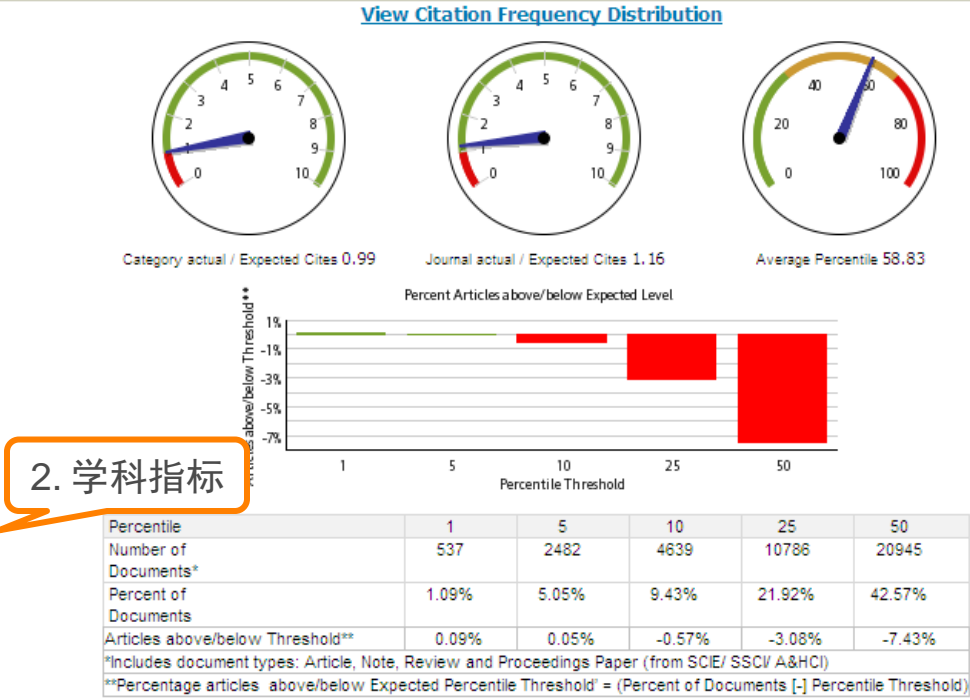 View Citation Frequency Distribution
0 1 2 3 4 5 6 7 8 9 10
0 1 2 3 4 5 6 7 8 9 10
0 20 40 60 80 100
Category actual / Expected Cites 0.99
Journal actual / Expected Cites 1.16
Average Percentile 58.83
Percent Articles above/below Expected Level
above/below Threshold**
1%
-1%
-3%
-5%
-7%
1 5 10 25 50
Percentile Threshold
2. 学科指标
Percentile 1 5 10 25 50
Number of 537 2482 4639 10786 20945
Documents*
Percent of 1.09% 5.05% 9.43% 21.92% 42.57%
Documents
Articles above/below Threshold** 0.09% 0.05% -0.57% -3.08% -7.43%
*Includes document types: Article, Note, Review and Proceedings Paper (from SCIE/ SSCI/ A&HCI)
**Percentage articles above/below Expected Percentile Threshold' = (Percent of Documents [-] Percentile Threshold)